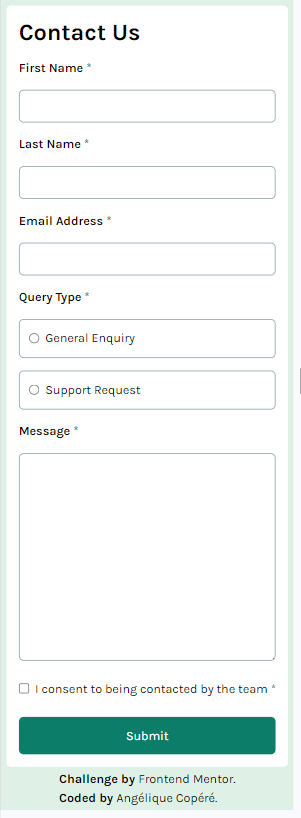 Contact Us
First Name *
Last Name *
Email Address *
Query Type *
General Enquiry
Support Request
Message *
I consent to being contacted by the team *
Submit
Challenge by Frontend Mentor.
Coded by Angélique Copéré.